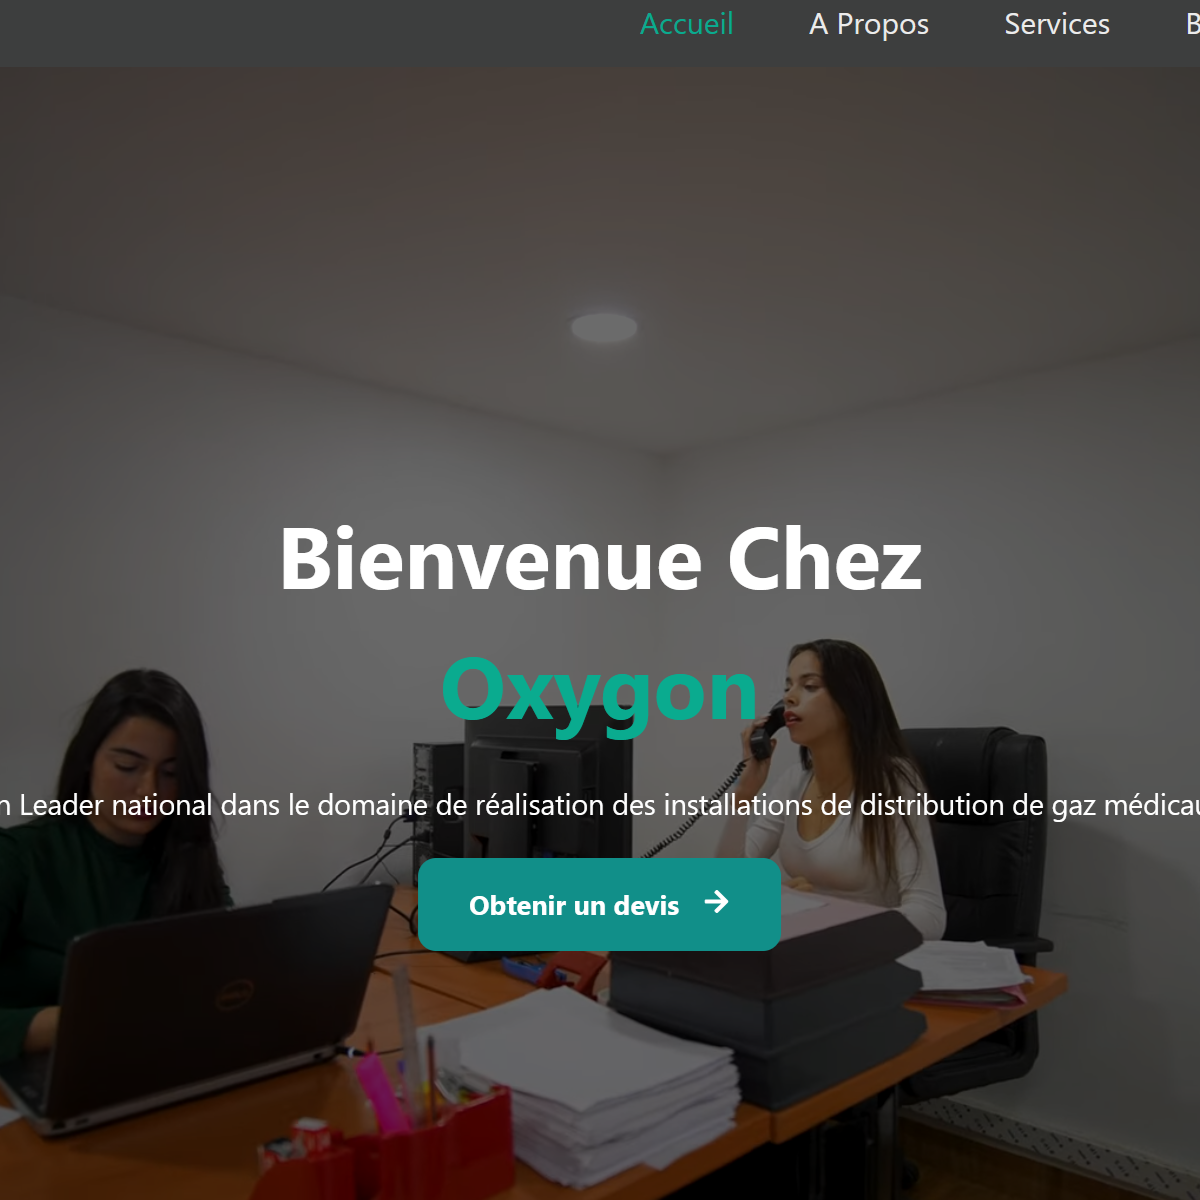 Accueil A Propos Services
Bienvenue Chez
Oxygon
Leader national dans le domaine de réalisation des installations de distribution de gaz
Obtenir un devis